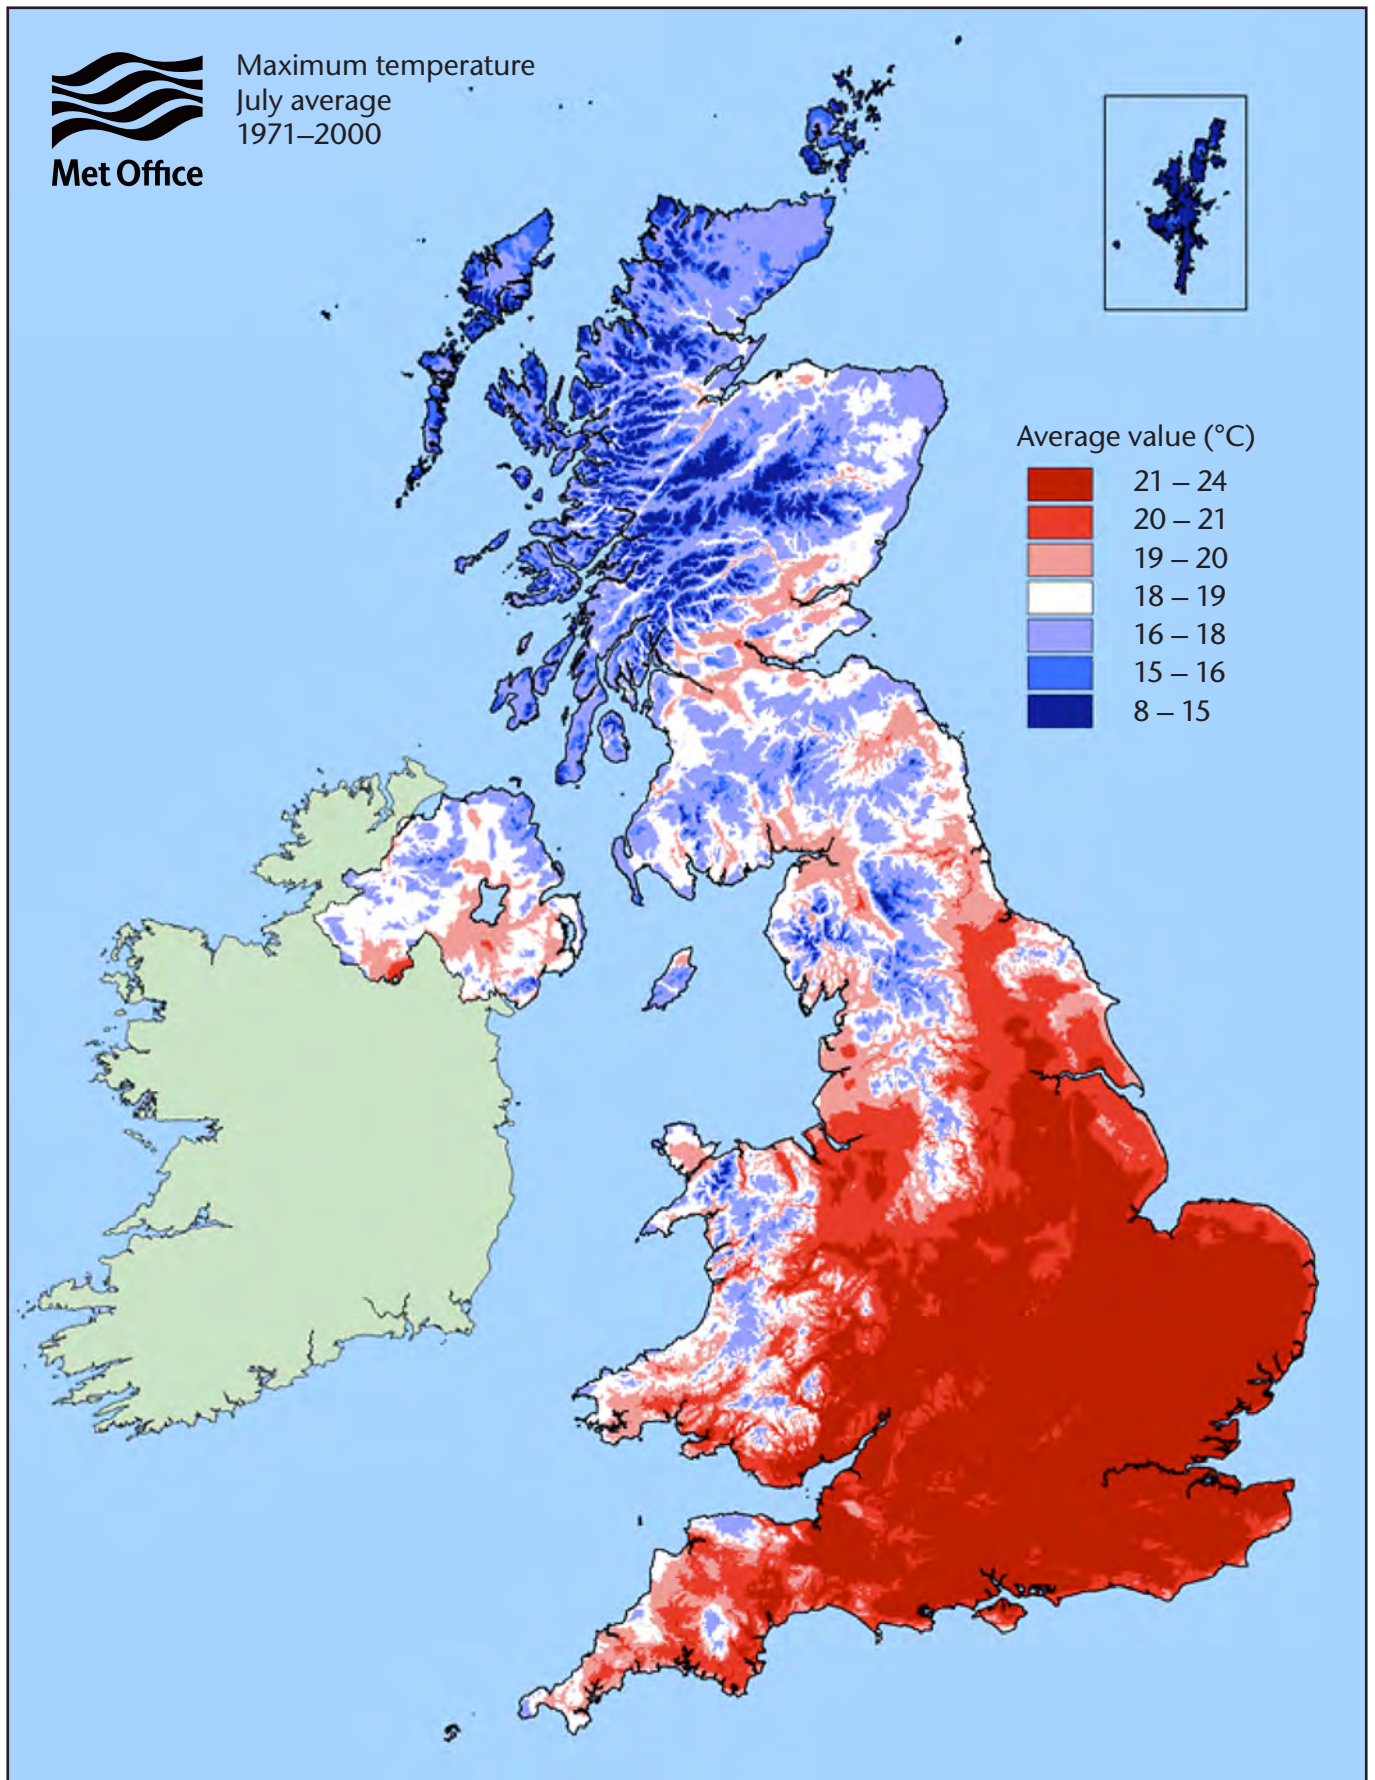 Maximum temperature
July average
1971–2000
Met Office
Average value (°C)
21 – 24
20 – 21
19 – 20
18 – 19
16 – 18
15 – 16
8 – 15